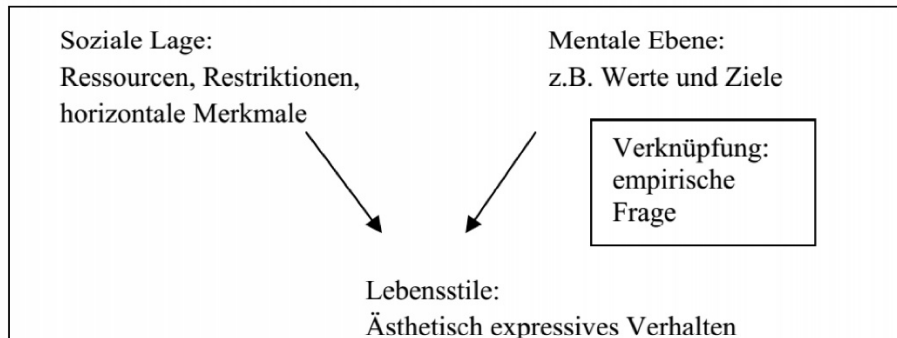 Soziale Lage:
Ressourcen, Restriktionen,
horizontale Merkmale
Mentale Ebene:
z.B. Werte und Ziele
Verknüpfung:
empirische
Frage
Lebensstile:
Ästhetisch expressives Verhalten